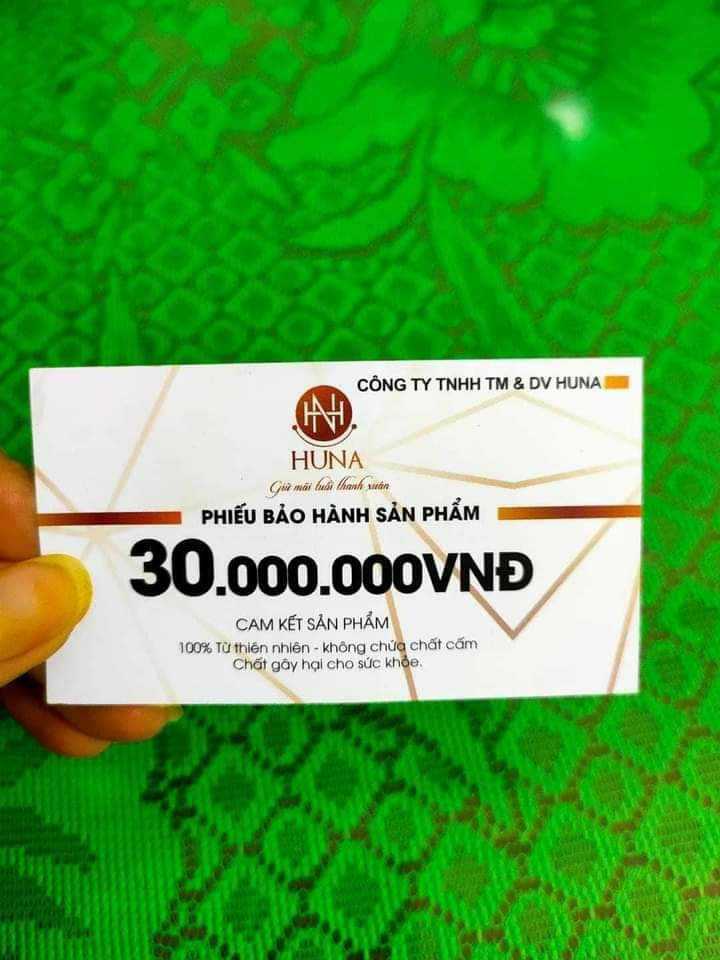 CÔNG TY TNHH TM & DV HUNA
HUNA
Giữ mãi tuổi thanh xuân
PHIẾU BẢO HÀNH SẢN PHẨM
30.000.000VNĐ
CAM KẾT SẢN PHẨM
100% Từ thiên nhiên - không chứa chất cấm
Chất gây hại cho sức khỏe.